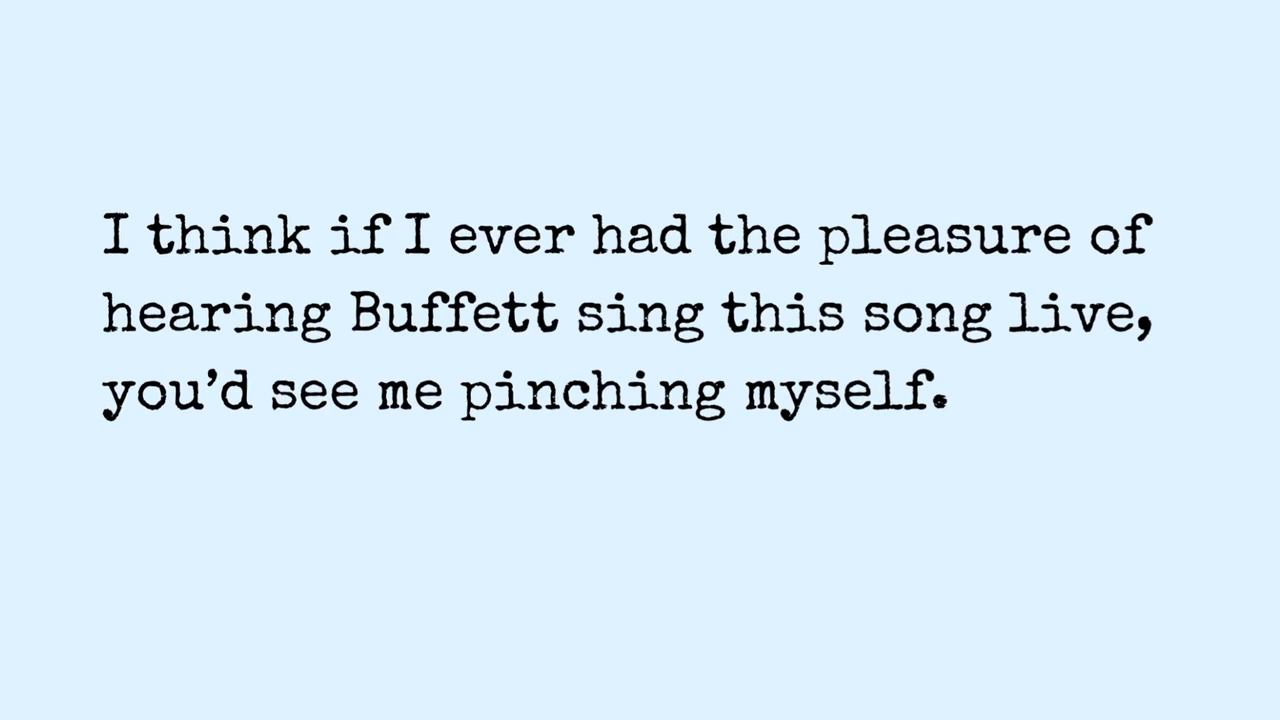 I think if I ever had the pleasure of
hearing Buffett sing this song live,
you’d see me pinching myself.